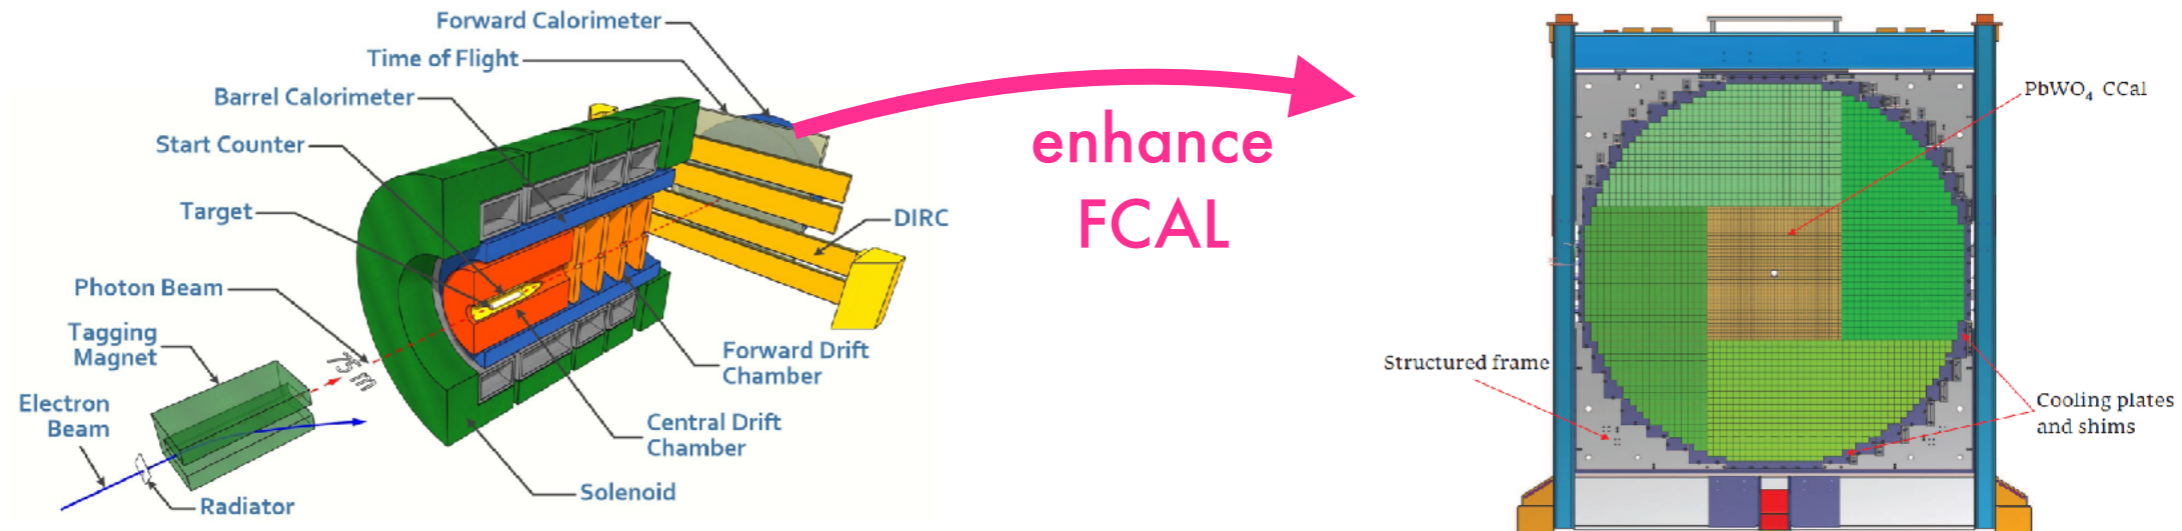 Forward Calorimeter
Time of Flight
Barrel Calorimeter
Start Counter
Target
Photon Beam
Tagging
Magnet
Electron
Beam
Radiator
75 m
Solenoid
Central Drift
Chamber
Forward Drift
Chamber
DIRC
enhance
FCAL
PbWO₄ CCal
Structured frame
Cooling plates
and shims